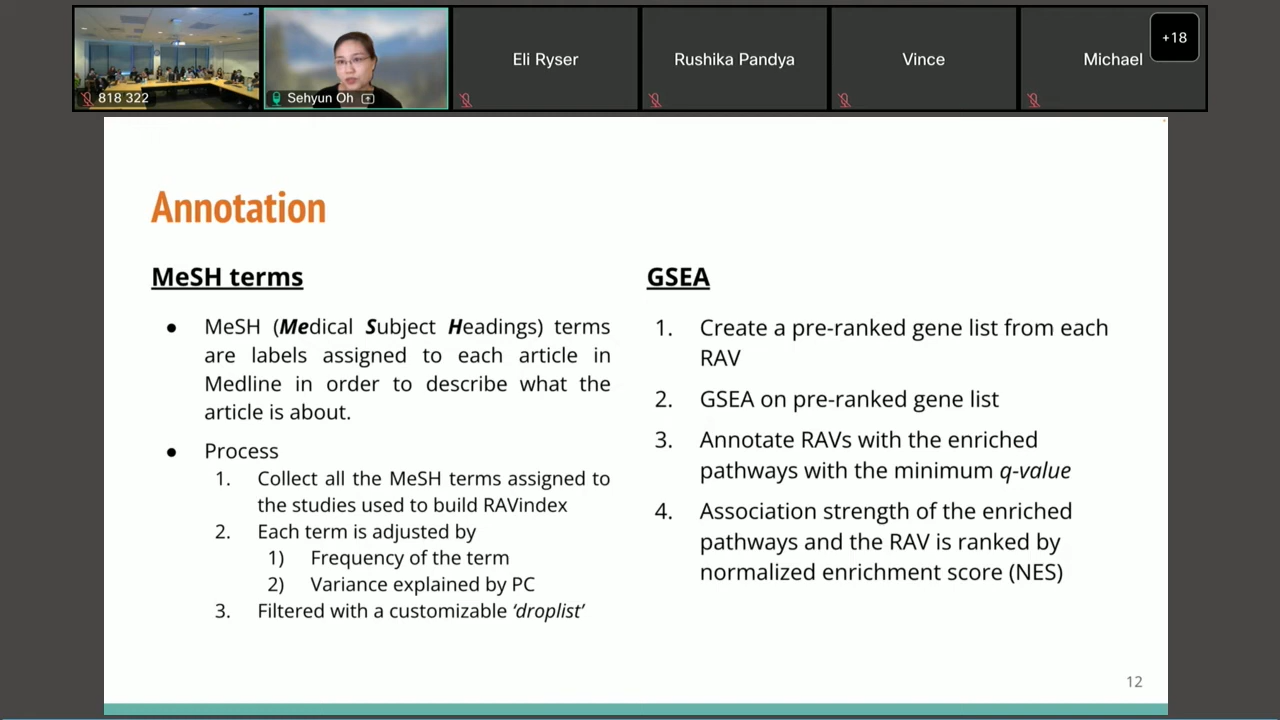 818 322
Sehyun Oh
Eli Ryser
Rushika Pandya
Vince
Michael
+18
Annotation
MeSH terms
● MeSH (Medical Subject Headings) terms
are labels assigned to each article in
Medline in order to describe what the
article is about.
● Process
1. Collect all the MeSH terms assigned to
the studies used to build RAVindex
2. Each term is adjusted by
1) Frequency of the term
2) Variance explained by PC
3. Filtered with a customizable ‘droplist’
GSEA
1. Create a pre-ranked gene list from each
RAV
2. GSEA on pre-ranked gene list
3. Annotate RAVs with the enriched
pathways with the minimum q-value
4. Association strength of the enriched
pathways and the RAV is ranked by
normalized enrichment score (NES)
12